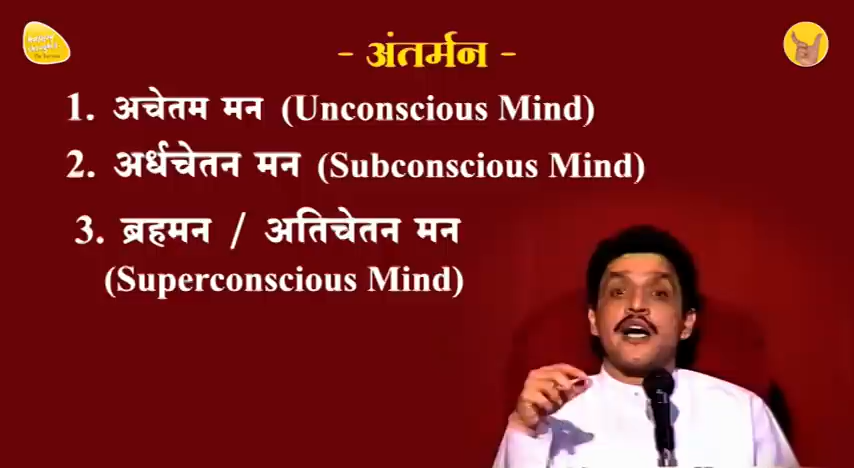 - अंतर्मन -
1. अचेतम मन (Unconscious Mind)
2. अर्धचेतन मन (Subconscious Mind)
3. ब्रहमन / अतिचेतन मन
(Superconscious Mind)